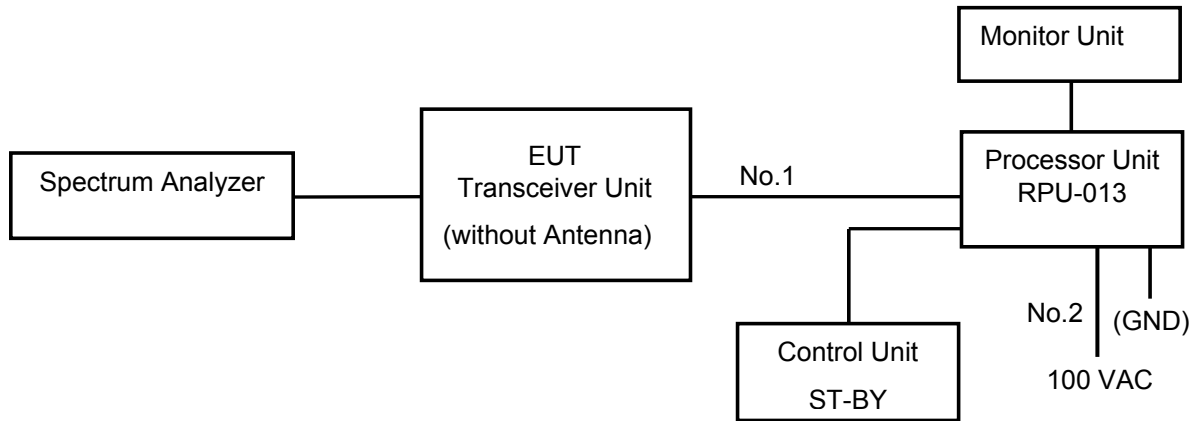 Monitor Unit
Spectrum Analyzer
EUT
Transceiver Unit
(without Antenna)
No.1
Processor Unit
RPU-013
No.2
(GND)
100 VAC
Control Unit
ST-BY